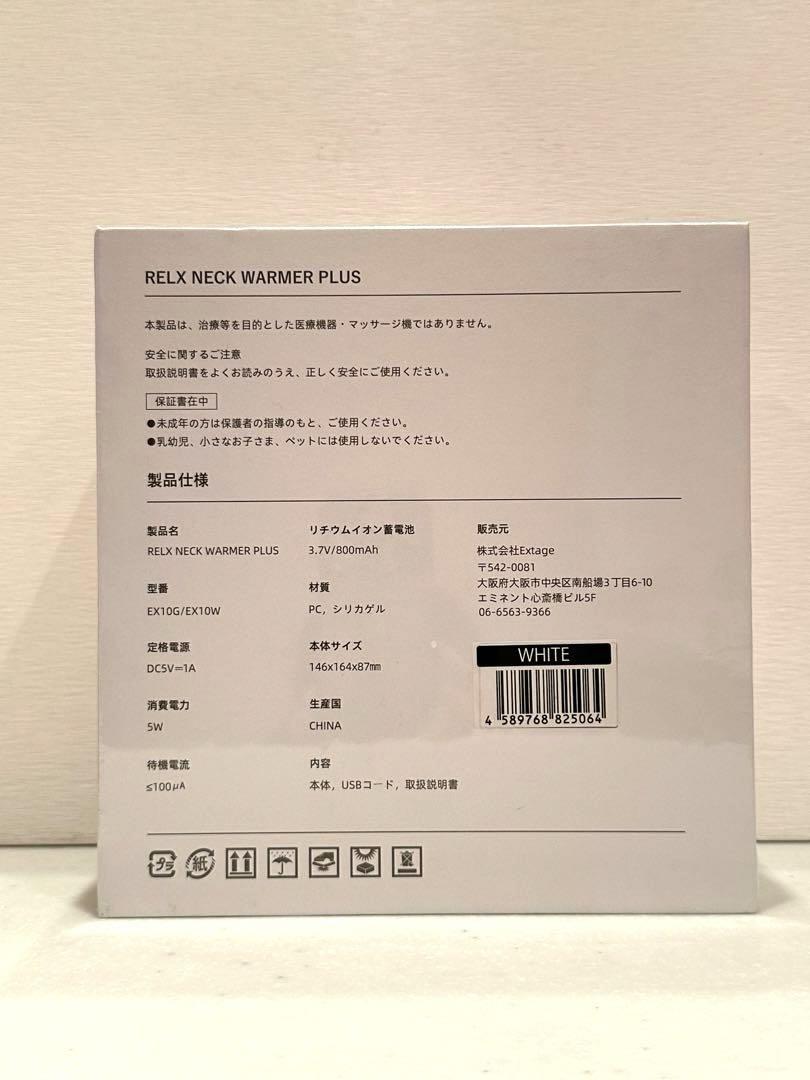 RELX NECK WARMER PLUS
本製品は、治療等を目的とした医療機器・マッサージ機ではありません。
安全に関するご注意
取扱説明書をよくお読みのうえ、正しく安全にご使用ください。
保証書在中
●未成年の方は保護者の指導のもと、ご使用ください。
●乳幼児、小さなお子さま、ペットには使用しないでください。
製品仕様
製品名
RELX NECK WARMER PLUS
型番
EX10G/EX10W
定格電源
DC5V⎓1A
消費電力
5W
待機電流
≤100μA
リチウムイオン蓄電池
3.7V/800mAh
材質
PC, シリカゲル
本体サイズ
146x164x87㎜
生産国
CHINA
内容
本体, USBコード, 取扱説明書
販売元
株式会社Extage
〒542-0081
大阪府大阪市中央区南船場3丁目6-10
エミネント心斎橋ビル5F
06-6563-9366
WHITE
4 589768 825064
プラ
紙